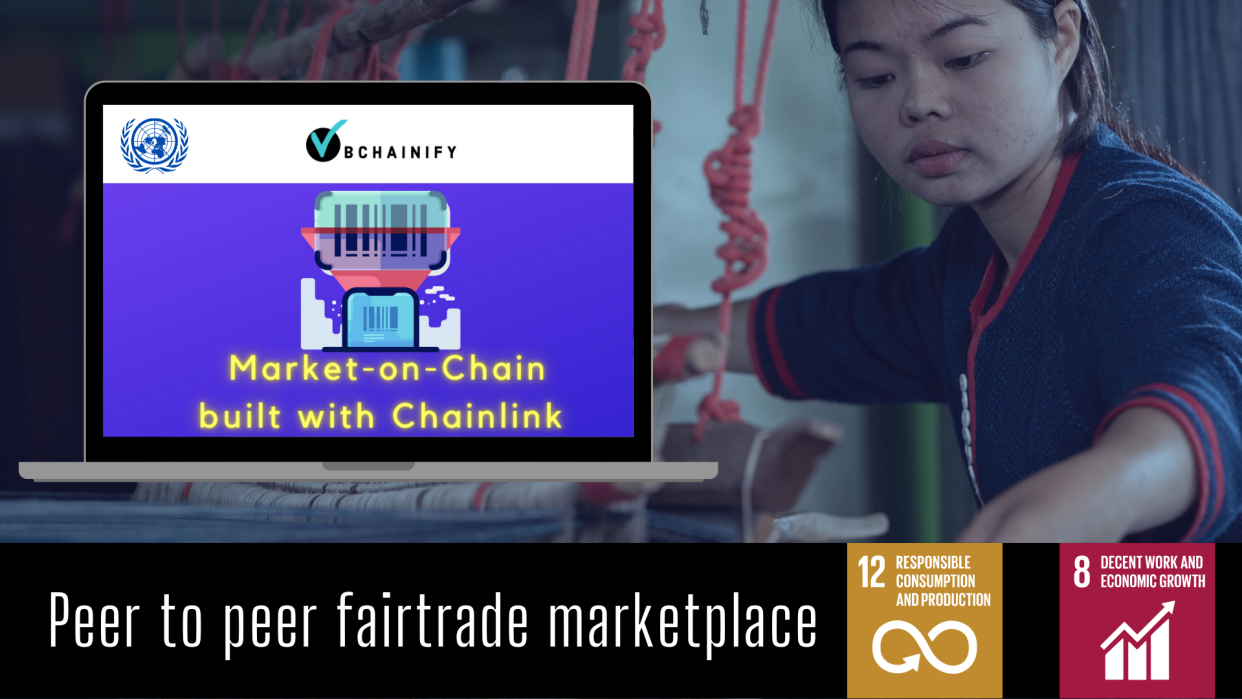 BCHAINIFY
Market-on-Chain
built with Chainlink
Peer to peer fairtrade marketplace
12 RESPONSIBLE
CONSUMPTION
AND PRODUCTION
8 DECENT WORK AND
ECONOMIC GROWTH